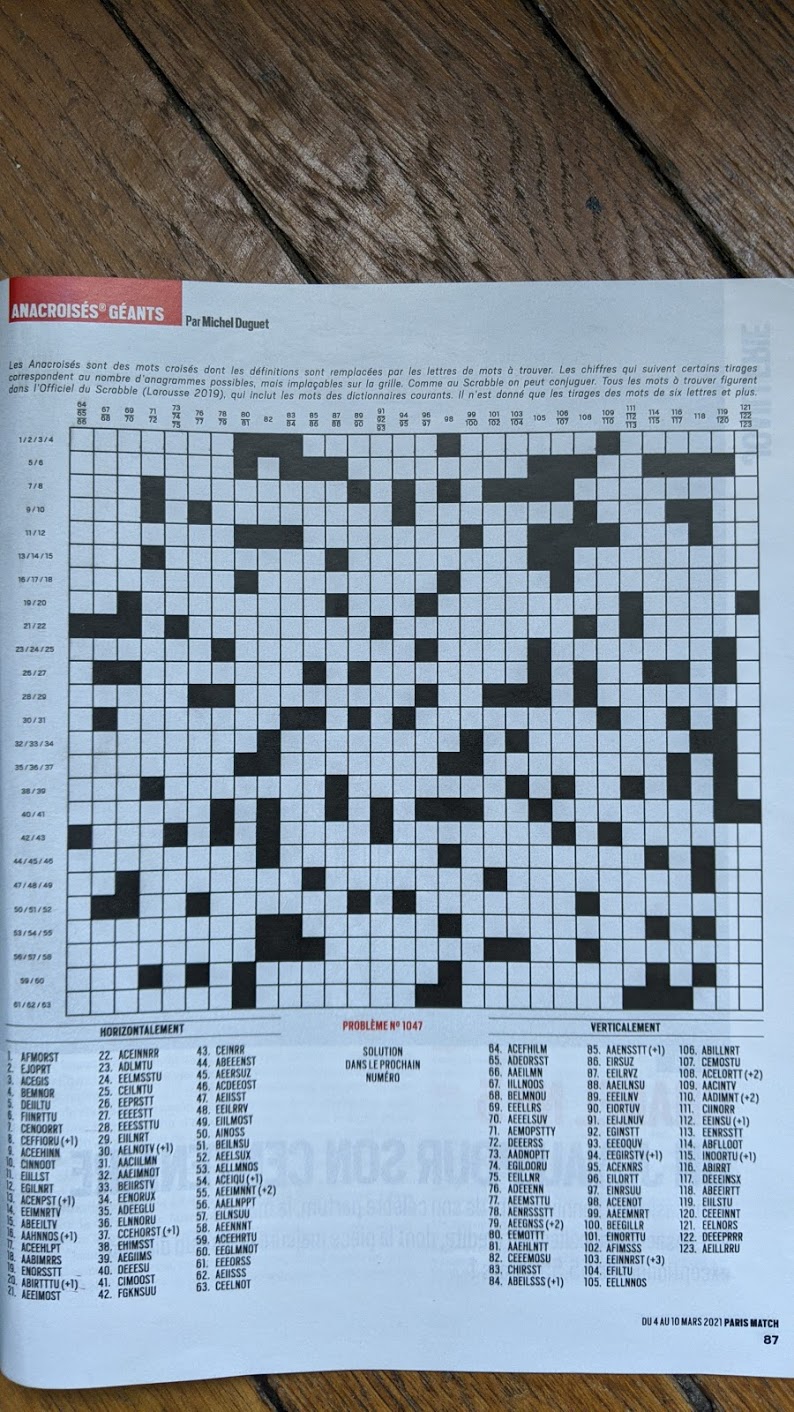 ANACROISÉS® GÉANTS
Par Michel Duguet
Les Anacroisés sont des mots croisés dont les définitions sont remplacées par les lettres de mots à trouver. Les chiffres qui suivent certains tirages
correspondent au nombre d'anagrammes possibles, mais implaçables sur la grille. Comme au Scrabble on peut conjuguer. Tous les mots à trouver figurent
dans l'Officiel du Scrabble (Larousse 2019), qui inclut les mots des dictionnaires courants. Il n'est donné que les tirages des mots de six lettres et plus.
64 65 66
67 68
69 70
71 72
73 74 75
76 77
78 79
80 81
82
83 84
85 86
87 88
89 90
91 92 93
94 95
96 97
98
99 100
101 102
103 104
105
106 107
108
109 110
111 112 113
114 115
116 117
118
119 120
121 122 123
1/2/3/4
5/6
7/8
9/10
11/12
13/14/15
16/17/18
19/20
21/22
23/24/25
26/27
28/29
30/31
32/33/34
35/36/37
38/39
40/41
42/43
44/45/46
47/48/49
50/51/52
53/54/55
56/57/58
59/60
61/62/63
HORIZONTALEMENT
1. AFMORST
2. EJOPRT
3. ACEGIS
4. BEMNOR
5. DEIILTU
6. FIINRTTU
7. CENOORRT
8. CEFFIORU (+1)
9. ACEEHINN
10. CINNOOT
11. EIILLST
12. EGILNRT
13. ACENPST (+1)
14. EEIMNRTV
15. ABEEILTV
16. AAHNNOS (+1)
17. ACEEHLPT
18. AABIMRRS
19. ENORSSTT
20. ABIRTTTU (+1)
21. AEEIMOST
22. ACEINNRR
23. ADLMTU
24. EELMSSTU
25. CEILNTU
26. EEPRSTT
27. EEEESTT
28. EEESSTTU
29. EIILNRT
30. AELNOTV (+1)
31. AACIILMN
32. AAEIMNOT
33. BEIIRSTV
34. EENORUX
35. ADEEGLU
36. ELNNORU
37. CCEHORST (+1)
38. EHIMSST
39. AEGIIMS
40. DEEESU
41. CIMOOST
42. FGKNSUU
43. CEINRR
44. ABEEENST
45. AEERSUZ
46. ACDEEOST
47. AEIISST
48. EEILRRV
49. EIILMOST
50. AINOSS
51. BEILNSU
52. AEELSUX
53. AELLMNOS
54. ACEIQU (+1)
55. AEEIMNNT (+2)
56. AAELNPPT
57. EILNSUU
58. AEENNNT
59. ACEEHRTU
60. EEGLMNOT
61. EEEORSS
62. AEIISSS
63. CEELNOT
PROBLÈME N° 1047
SOLUTION
DANS LE PROCHAIN
NUMÉRO
VERTICALEMENT
64. ACEFHILM
65. ADEORSST
66. AAEILMN
67. IILLNOOS
68. BELMNOU
69. EEELLRS
70. AEEELSUV
71. AEMOPSTTY
72. DEEERSS
73. AADNOPTT
74. EGILOORU
75. EEILLNR
76. ADEEENN
77. AEEMSTTU
78. AENRSSSTT
79. AEEGNSS (+2)
80. EEMOTTT
81. AAEHLNTT
82. CEEEMOSU
83. CHIRSST
84. ABEILSSS (+1)
85. AAENSSTT (+1)
86. EIRSUZ
87. EEILRVZ
88. AAEILNSU
89. EEEILNV
90. EIORTUV
91. EEIJLNUV
92. EGINSTT
93. EEEOQUV
94. EEGIRSTV (+1)
95. ACEKNRS
96. EILORTT
97. EINRSUU
98. ACEENDT
99. AAEEMNRT
100. BEEGILLR
101. EINORTTU
102. AFIMSSS
103. EEINNRST (+3)
104. EFILTU
105. EELLNNOS
106. ABILLNRT
107. CEMOSTU
108. ACELORTT (+2)
109. AACINTV
110. AADIMNT (+2)
111. CIINORR
112. EEINSU (+1)
113. EENRSSTT
114. ABFLLOOT
115. INOORTU (+1)
116. ABIRRT
117. DEEEINSX
118. ABEEIRTT
119. EIILSTU
120. CEEEINNT
121. EELNORS
122. DEEEPRRR
123. AEILLRRU
DU 4 AU 10 MARS 2021 PARIS MATCH
87